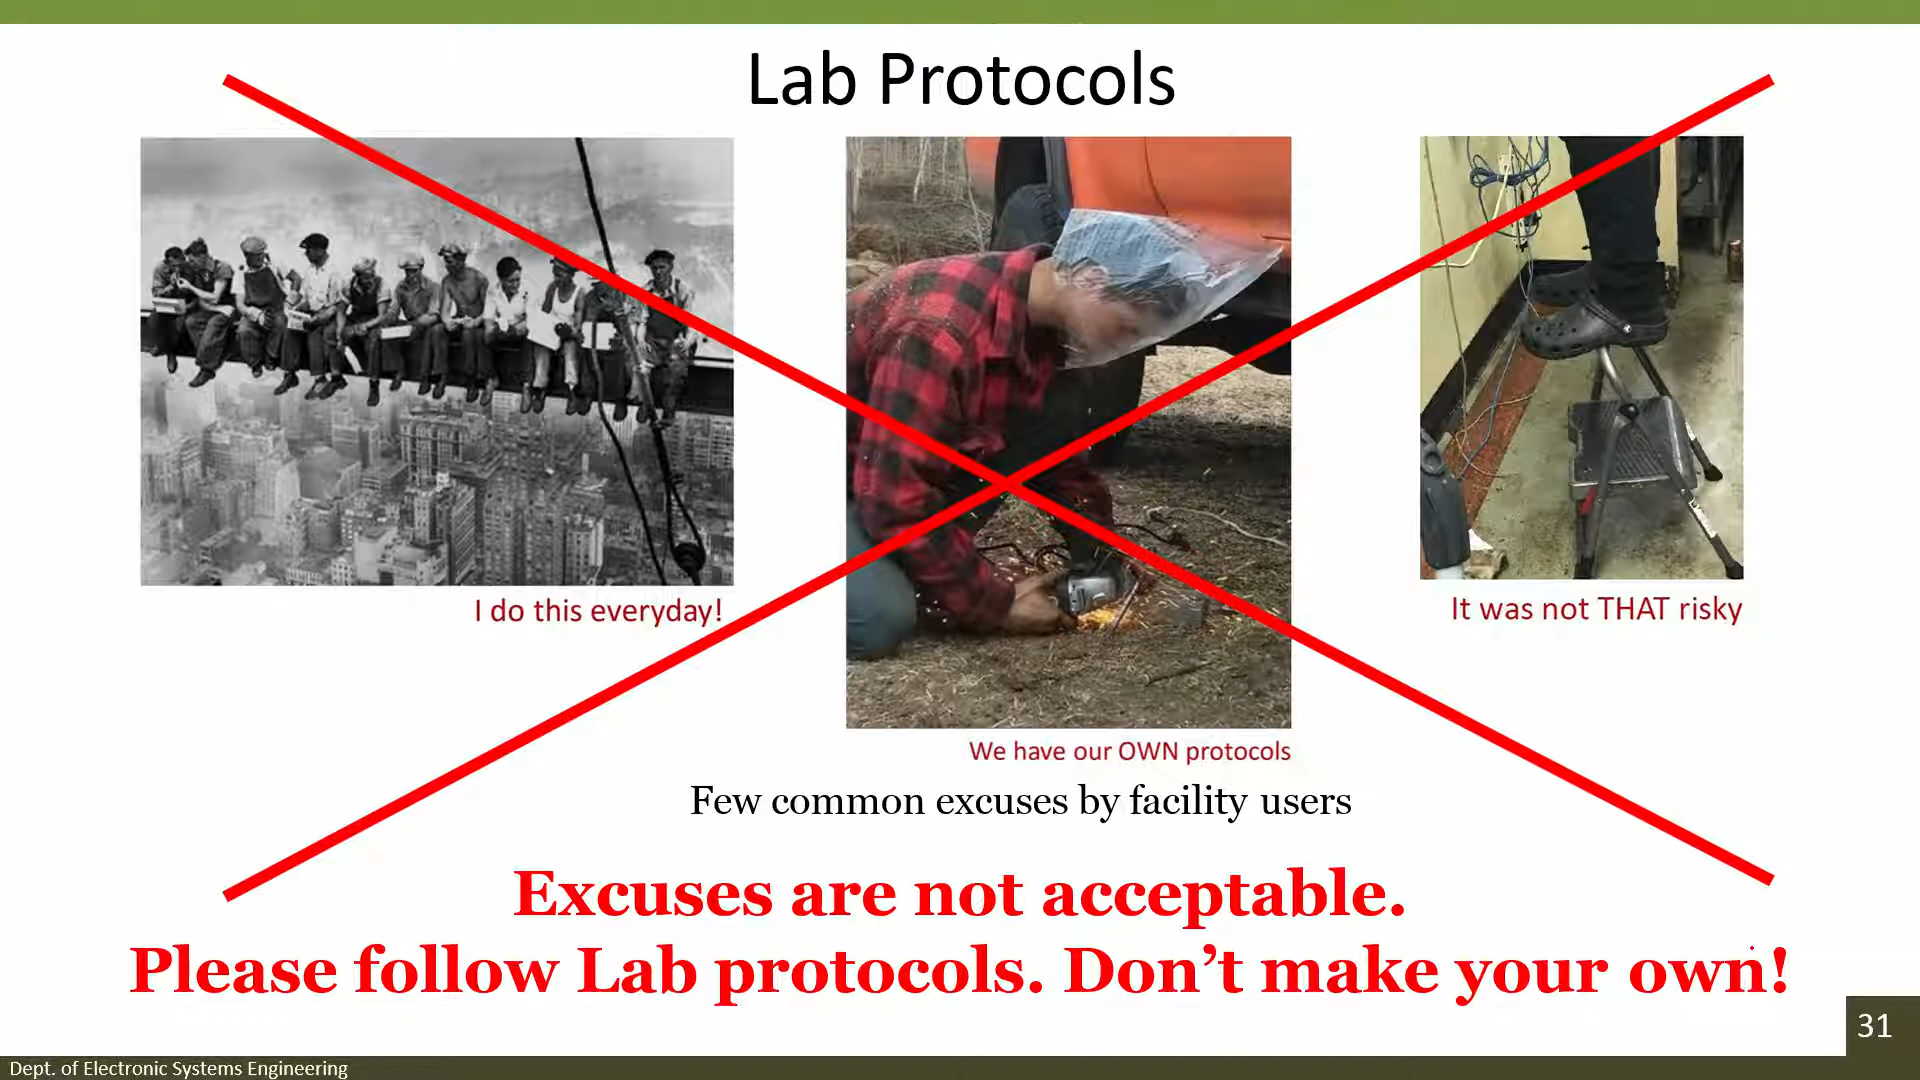 Lab Protocols
I do this everyday!
It was not THAT risky
We have our OWN protocols
Few common excuses by facility users
Excuses are not acceptable.
Please follow Lab protocols. Don’t make your own!
31
Dept. of Electronic Systems Engineering